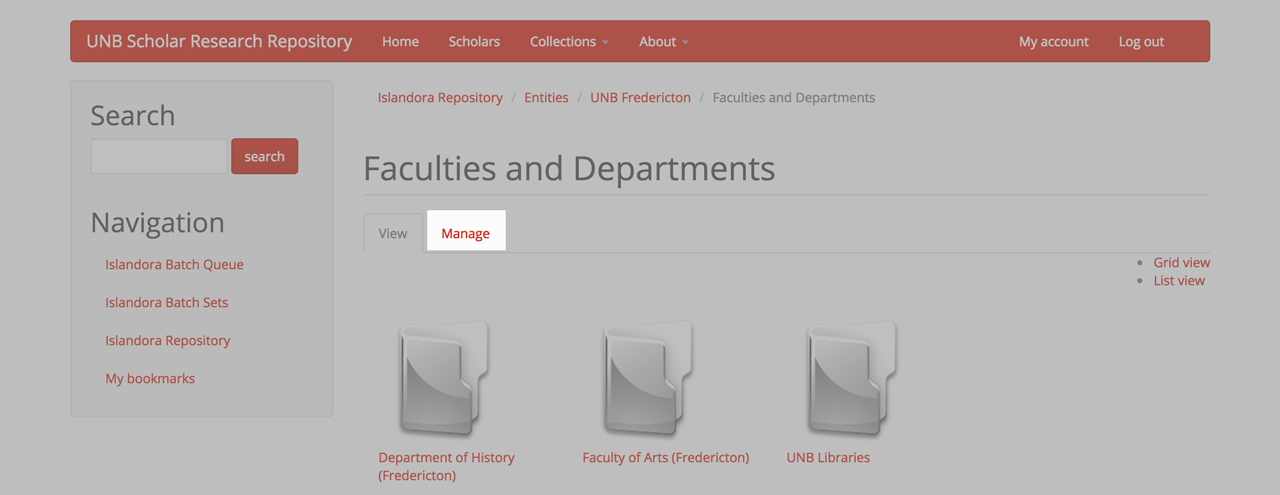 UNB Scholar Research Repository Home Scholars Collections About My account Log out
Search
search
Navigation
Islandora Batch Queue
Islandora Batch Sets
Islandora Repository
My bookmarks
Islandora Repository / Entities / UNB Fredericton / Faculties and Departments
Faculties and Departments
View Manage
Grid view
List view
Department of History
(Fredericton)
Faculty of Arts (Fredericton)
UNB Libraries